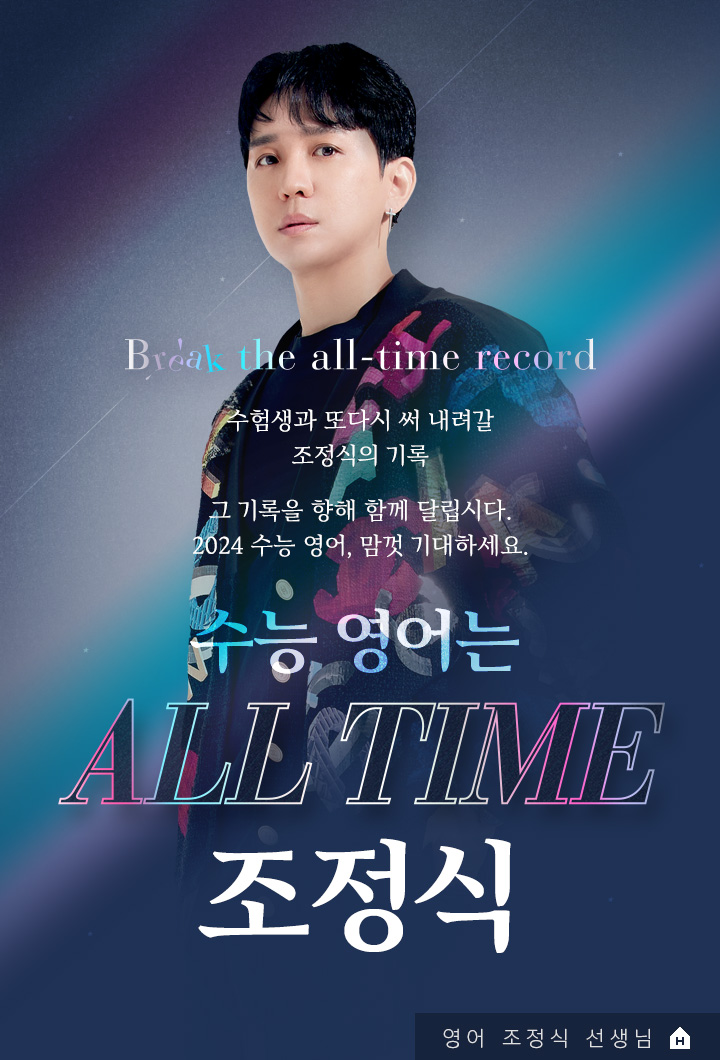 Break the all-time record
수험생과 또다시 써 내려갈
조정식의 기록
그 기록을 향해 함께 달립시다.
2024 수능 영어, 맘껏 기대하세요.
수능 영어는
ALL TIME
조정식
영어 조정식 선생님 H